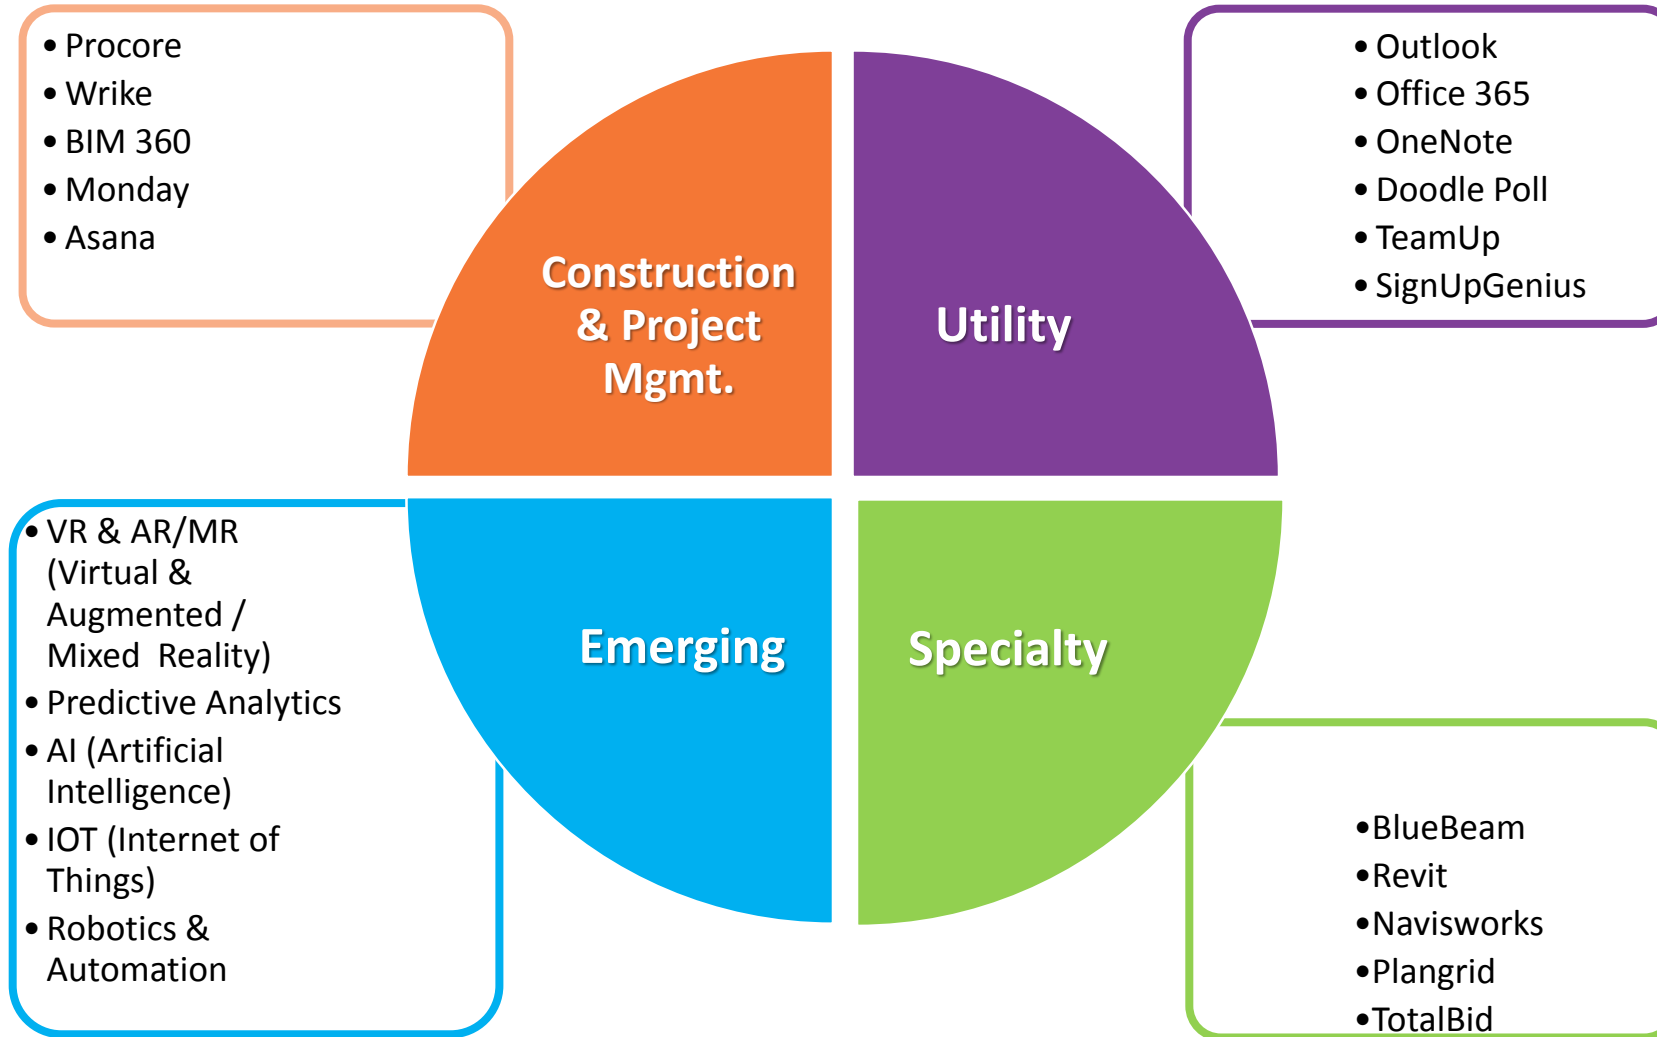 • Procore
• Wrike
• BIM 360
• Monday
• Asana
Construction
& Project
Mgmt.
• Outlook
• Office 365
• OneNote
• Doodle Poll
• TeamUp
• SignUpGenius
Utility
• VR & AR/MR
(Virtual &
Augmented /
Mixed Reality)
• Predictive Analytics
• AI (Artificial
Intelligence)
• IOT (Internet of
Things)
• Robotics &
Automation
Emerging
Specialty
•BlueBeam
•Revit
•Navisworks
•Plangrid
•TotalBid